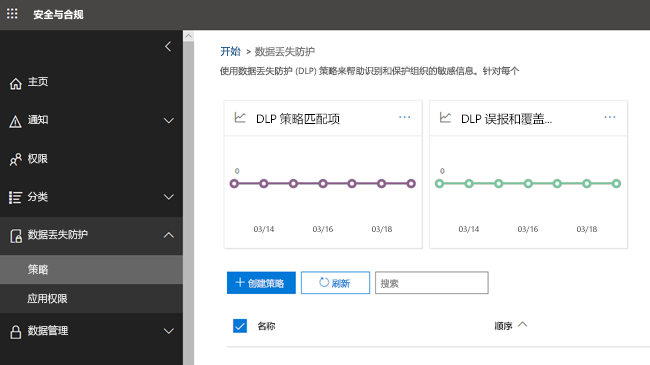 安全与合规
主页
通知
权限
分类
数据丢失防护
策略
应用权限
数据管理
开始 > 数据丢失防护
使用数据丢失防护 (DLP) 策略来帮助识别和保护组织的敏感信息。针对每个
DLP 策略匹配项 ...
0
03/14 03/16 03/18
DLP 误报和覆盖... ...
0
03/14 03/16 03/18
+ 创建策略 刷新 搜索
名称 顺序